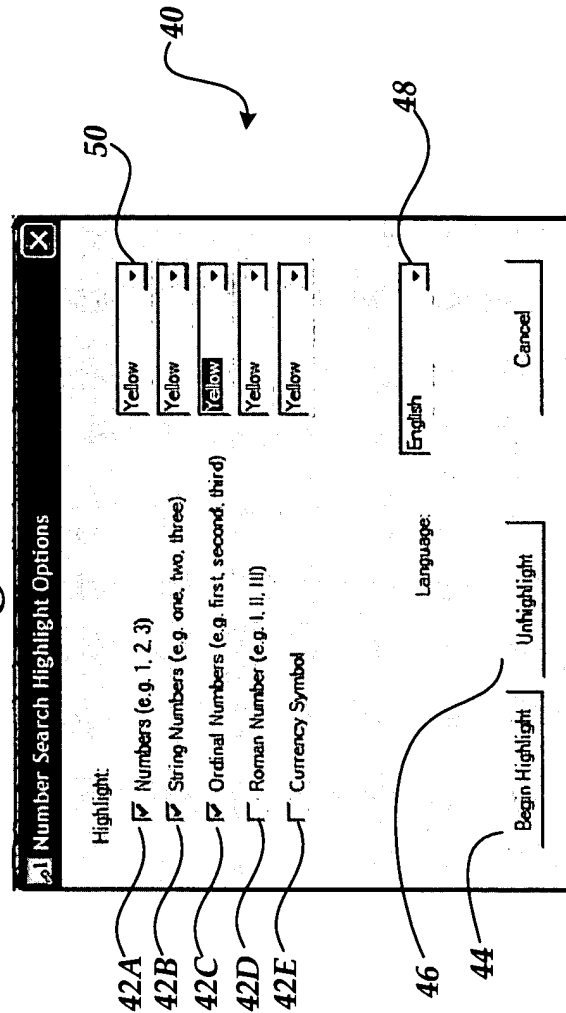 Number Search Highlight Options
Highlight:
42A Numbers (e.g. 1, 2, 3) Yellow 50
42B String Numbers (e.g. one, two, three) Yellow
42C Ordinal Numbers (e.g. first, second, third) Yellow
42D Roman Number (e.g. I, II, III) Yellow
42E Currency Symbol Yellow
40
Language: English 48
46
44 Begin Highlight Unhighlight Cancel